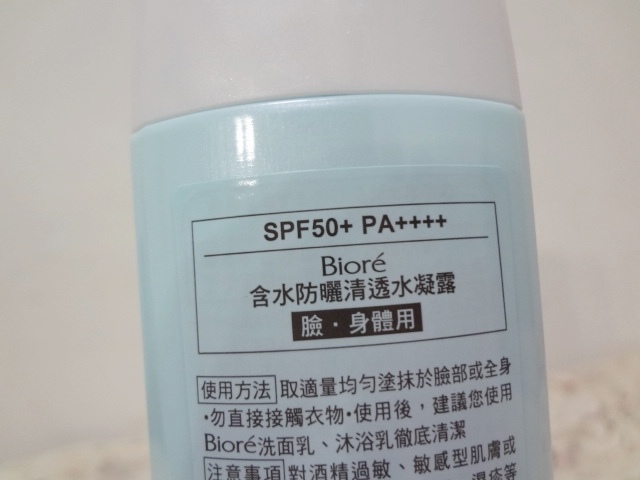 SPF50+ PA++++
Bioré
含水防曬清透水凝露
臉・身體用
使用方法 取適量均勻塗抹於臉部或全身
•勿直接接觸衣物•使用後，建議您使用
Bioré洗面乳、沐浴乳徹底清潔
注意事項 對酒精過敏、敏感型肌膚或
濕疹等